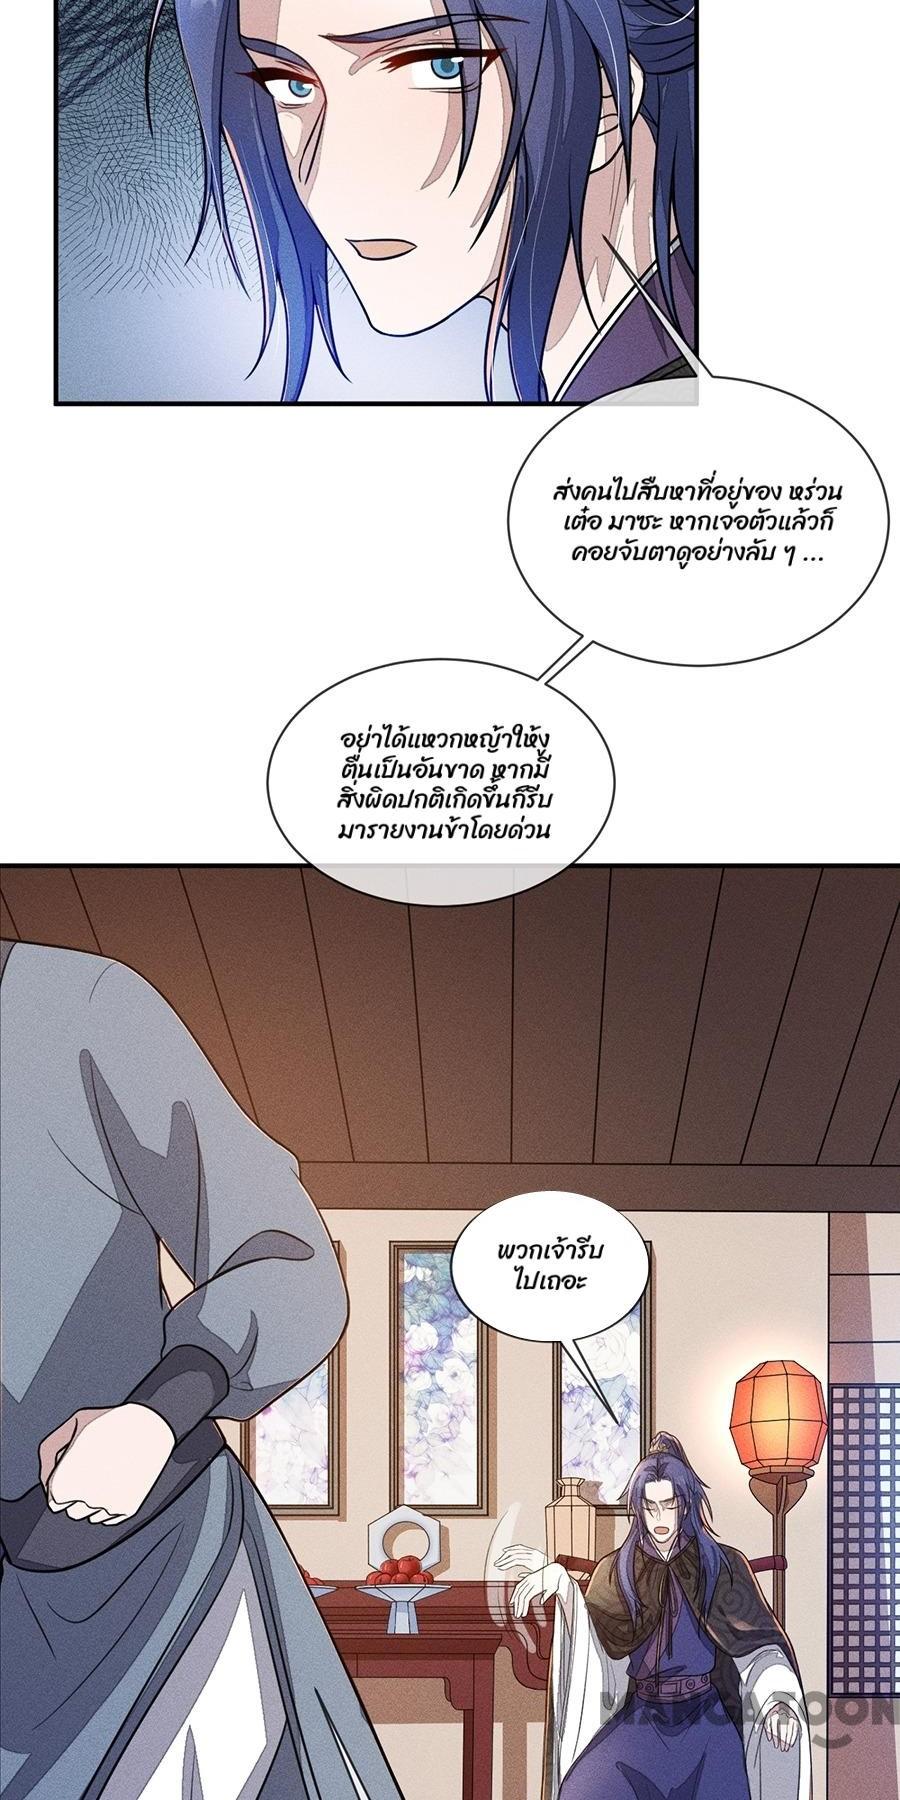 ส่งคนไปสืบหาที่อยู่ของ หร่วน
เต๋อ มาซะ หากเจอตัวแล้วก็
คอยจับตาดูอย่างลับ ๆ ...
อย่าได้แหวกหญ้าให้งู
ตื่นเป็นอันขาด หากมี
สิ่งผิดปกติเกิดขึ้นก็รีบ
มารายงานข้าโดยด่วน
พวกเจ้ารีบ
ไปเถอะ
MANGATOON